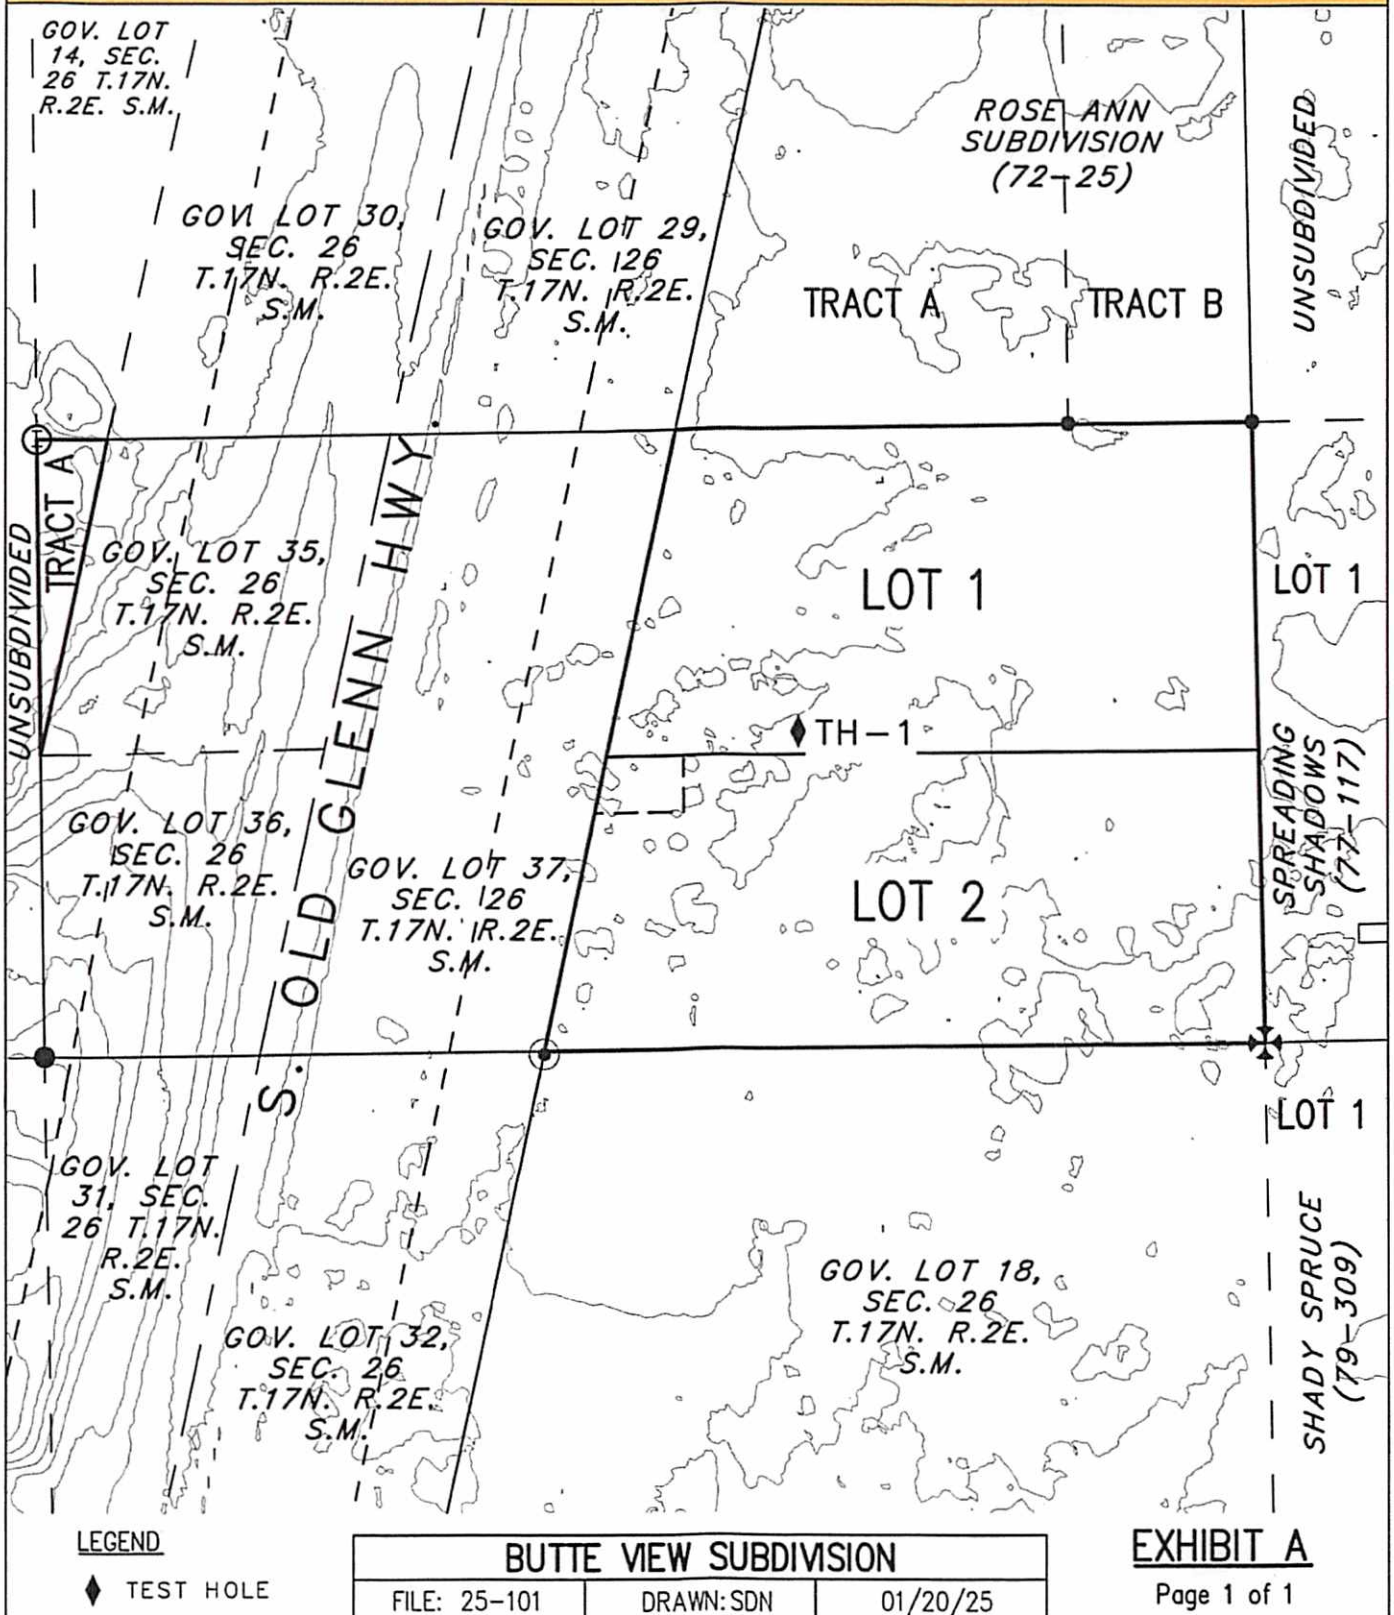 GOV. LOT
14, SEC.
26 T.17N.
R.2E. S.M.
ROSE ANN
SUBDIVISION
(72-25)
UNSUBDIVIDED
GOV. LOT 30,
SEC. 26
T.17N. R.2E.
S.M.
GOV. LOT 29,
SEC. 26
T.17N. R.2E.
S.M.
TRACT A
TRACT B
UNSUBDIVIDED
TRACT A
GOV. LOT 35,
SEC. 26
T.17N. R.2E.
S.M.
S. OLD GLENN HWY.
LOT 1
LOT 1
TH-1
SPREADING
SHADOWS
(77-117)
GOV. LOT 36,
SEC. 26
T.17N. R.2E.
S.M.
GOV. LOT 37,
SEC. 26
T.17N. R.2E.
S.M.
LOT 2
LOT 1
GOV. LOT
31, SEC.
26 T.17N.
R.2E.
S.M.
GOV. LOT 32,
SEC. 26
T.17N. R.2E.
S.M.
GOV. LOT 18,
SEC. 26
T.17N. R.2E.
S.M.
SHADY SPRUCE
(79-309)
LEGEND
TEST HOLE
BUTTE VIEW SUBDIVISION
FILE: 25-101 DRAWN: SDN 01/20/25
EXHIBIT A
Page 1 of 1